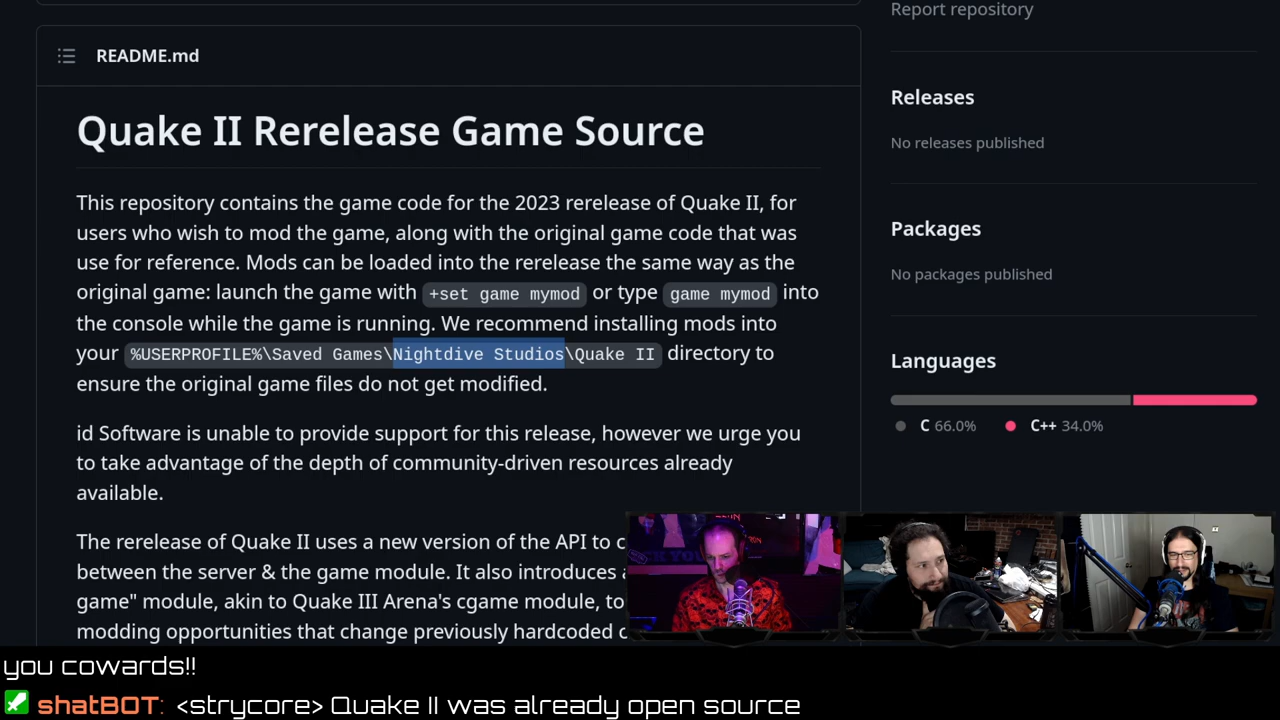 Report repository
README.md
Releases
Quake II Rerelease Game Source
No releases published
This repository contains the game code for the 2023 rerelease of Quake II, for
users who wish to mod the game, along with the original game code that was
use for reference. Mods can be loaded into the rerelease the same way as the
original game: launch the game with +set game mymod or type game mymod into
the console while the game is running. We recommend installing mods into
your %USERPROFILE%\Saved Games\Nightdive Studios\Quake II directory to
ensure the original game files do not get modified.
Packages
No packages published
Languages
C 66.0%
C++ 34.0%
id Software is unable to provide support for this release, however we urge you
to take advantage of the depth of community-driven resources already
available.
The rerelease of Quake II uses a new version of the API to c
between the server & the game module. It also introduces a
game" module, akin to Quake III Arena's cgame module, to
modding opportunities that change previously hardcoded c
you cowards!!
shatBOT: <strycore> Quake II was already open source